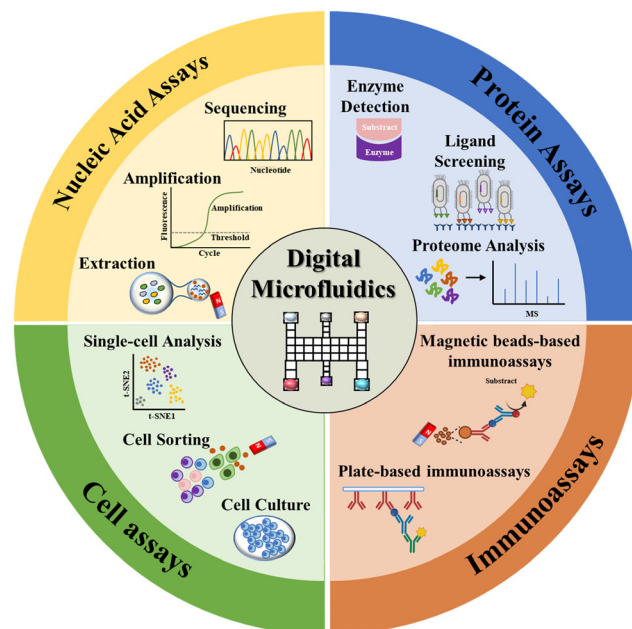 Nucleic Acid Assays
Sequencing
Nucleotide
Amplification
Fluorescence
Amplification
Threshold
Cycle
Extraction
N
Protein Assays
Enzyme
Detection
Substract
Enzyme
Ligand
Screening
Proteome Analysis
MS
Digital
Microfluidics
Cell assays
Single-cell Analysis
t-SNE2
t-SNE1
Cell Sorting
N
Cell Culture
Immunoassays
Magnetic beads-based
immunoassays
Substract
N
Plate-based immunoassays